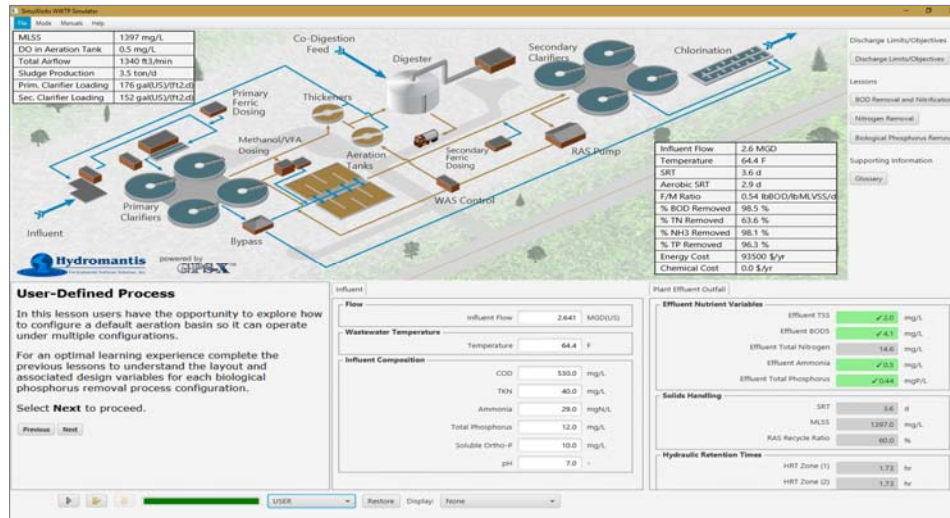 SimuWorks WWTP Simulator
File Mode Manuals Help
MLSS 1397 mg/L
DO in Aeration Tank 0.5 mg/L
Total Airflow 1340 ft3/min
Sludge Production 3.5 ton/d
Prim. Clarifier Loading 176 gal(US)/(ft2.d)
Sec. Clarifier Loading 152 gal(US)/(ft2.d)
Co-Digestion
Feed
Digester
Secondary
Clarifiers
Chlorination
Primary
Ferric
Dosing
Thickeners
Methanol/VFA
Dosing
Aeration
Tanks
Secondary
Ferric
Dosing
RAS Pump
WAS Control
Primary
Clarifiers
Influent
Bypass
Hydromantis
powered by
GPS-X
Influent Flow 2.6 MGD
Temperature 64.4 F
SRT 3.6 d
Aerobic SRT 2.9 d
F/M Ratio 0.54 lbBOD/lbMLVSS/d
% BOD Removed 98.5 %
% TN Removed 63.6 %
% NH3 Removed 98.1 %
% TP Removed 96.3 %
Energy Cost 93500 $/yr
Chemical Cost 0.0 $/yr
Discharge Limits/Objectives
Discharge Limits/Objectives
Lessons
BOD Removal and Nitrificatio
Nitrogen Removal
Biological Phosphorus Remov
Supporting Information
Glossary
User-Defined Process
In this lesson users have the opportunity to explore how
to configure a default aeration basin so it can operate
under multiple configurations.
For an optimal learning experience complete the
previous lessons to understand the layout and
associated design variables for each biological
phosphorus removal process configuration.
Select Next to proceed.
Previous Next
Influent
Flow
Influent Flow 2.641 MGD(US)
Wastewater Temperature
Temperature 64.4 F
Influent Composition
COD 530.0 mg/L
TKN 40.0 mg/L
Ammonia 29.0 mgN/L
Total Phosphorus 12.0 mg/L
Soluble Ortho-P 10.0 mg/L
pH 7.0 -
Plant Effluent Outfall
Effluent Nutrient Variables
Effluent TSS ✓2.0 mg/L
Effluent BOD5 ✓4.1 mg/L
Effluent Total Nitrogen 14.6 mg/L
Effluent Ammonia ✓0.5 mg/L
Effluent Total Phosphorus ✓0.44 mgP/L
Solids Handling
SRT 3.6 d
MLSS 1397.0 mg/L
RAS Recycle Ratio 60.0 %
Hydraulic Retention Times
HRT Zone (1) 1.73 hr
HRT Zone (2) 1.73 hr
USER Restore Display: None